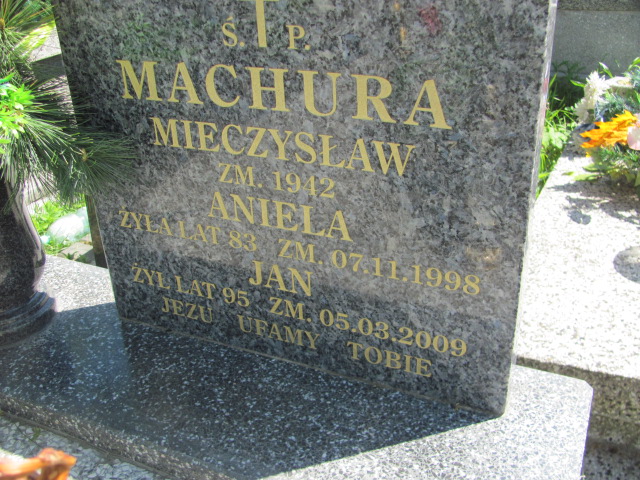 Ś. P.
MACHURA
MIECZYSŁAW
ZM. 1942
ANIELA
ŻYŁA LAT 83 ZM. 07.11.1998
JAN
ŻYŁ LAT 95 ZM. 05.03.2009
JEZU UFAMY TOBIE